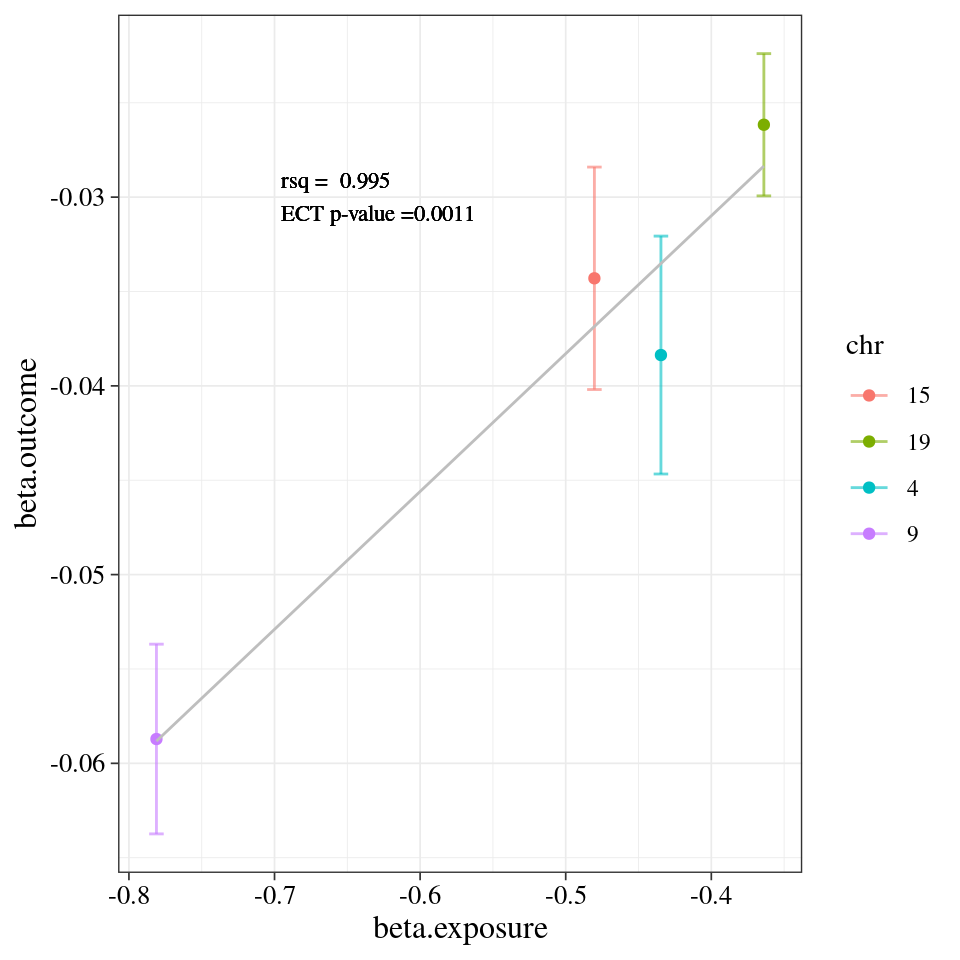 rsq =  0.995
ECT p-value =0.0011
-0.03
-0.04
-0.05
-0.06
beta.outcome
-0.8
-0.7
-0.6
-0.5
-0.4
beta.exposure
chr
15
19
4
9